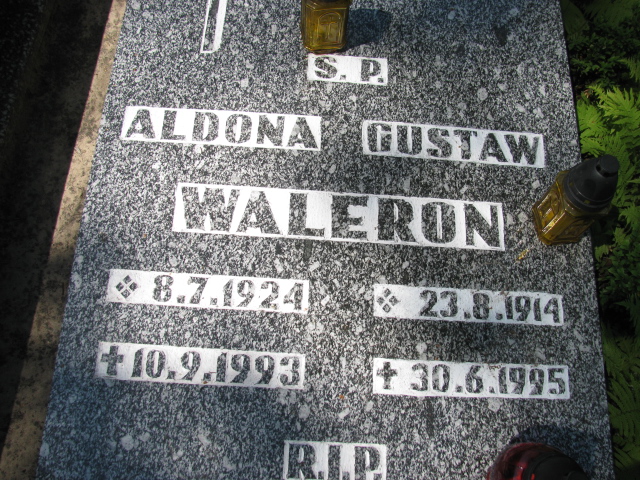 S. P.
ALDONA GUSTAW
WALERON
8.7.1924 23.8.1914
✝10.9.1993 ✝30.6.1995
R.I.P